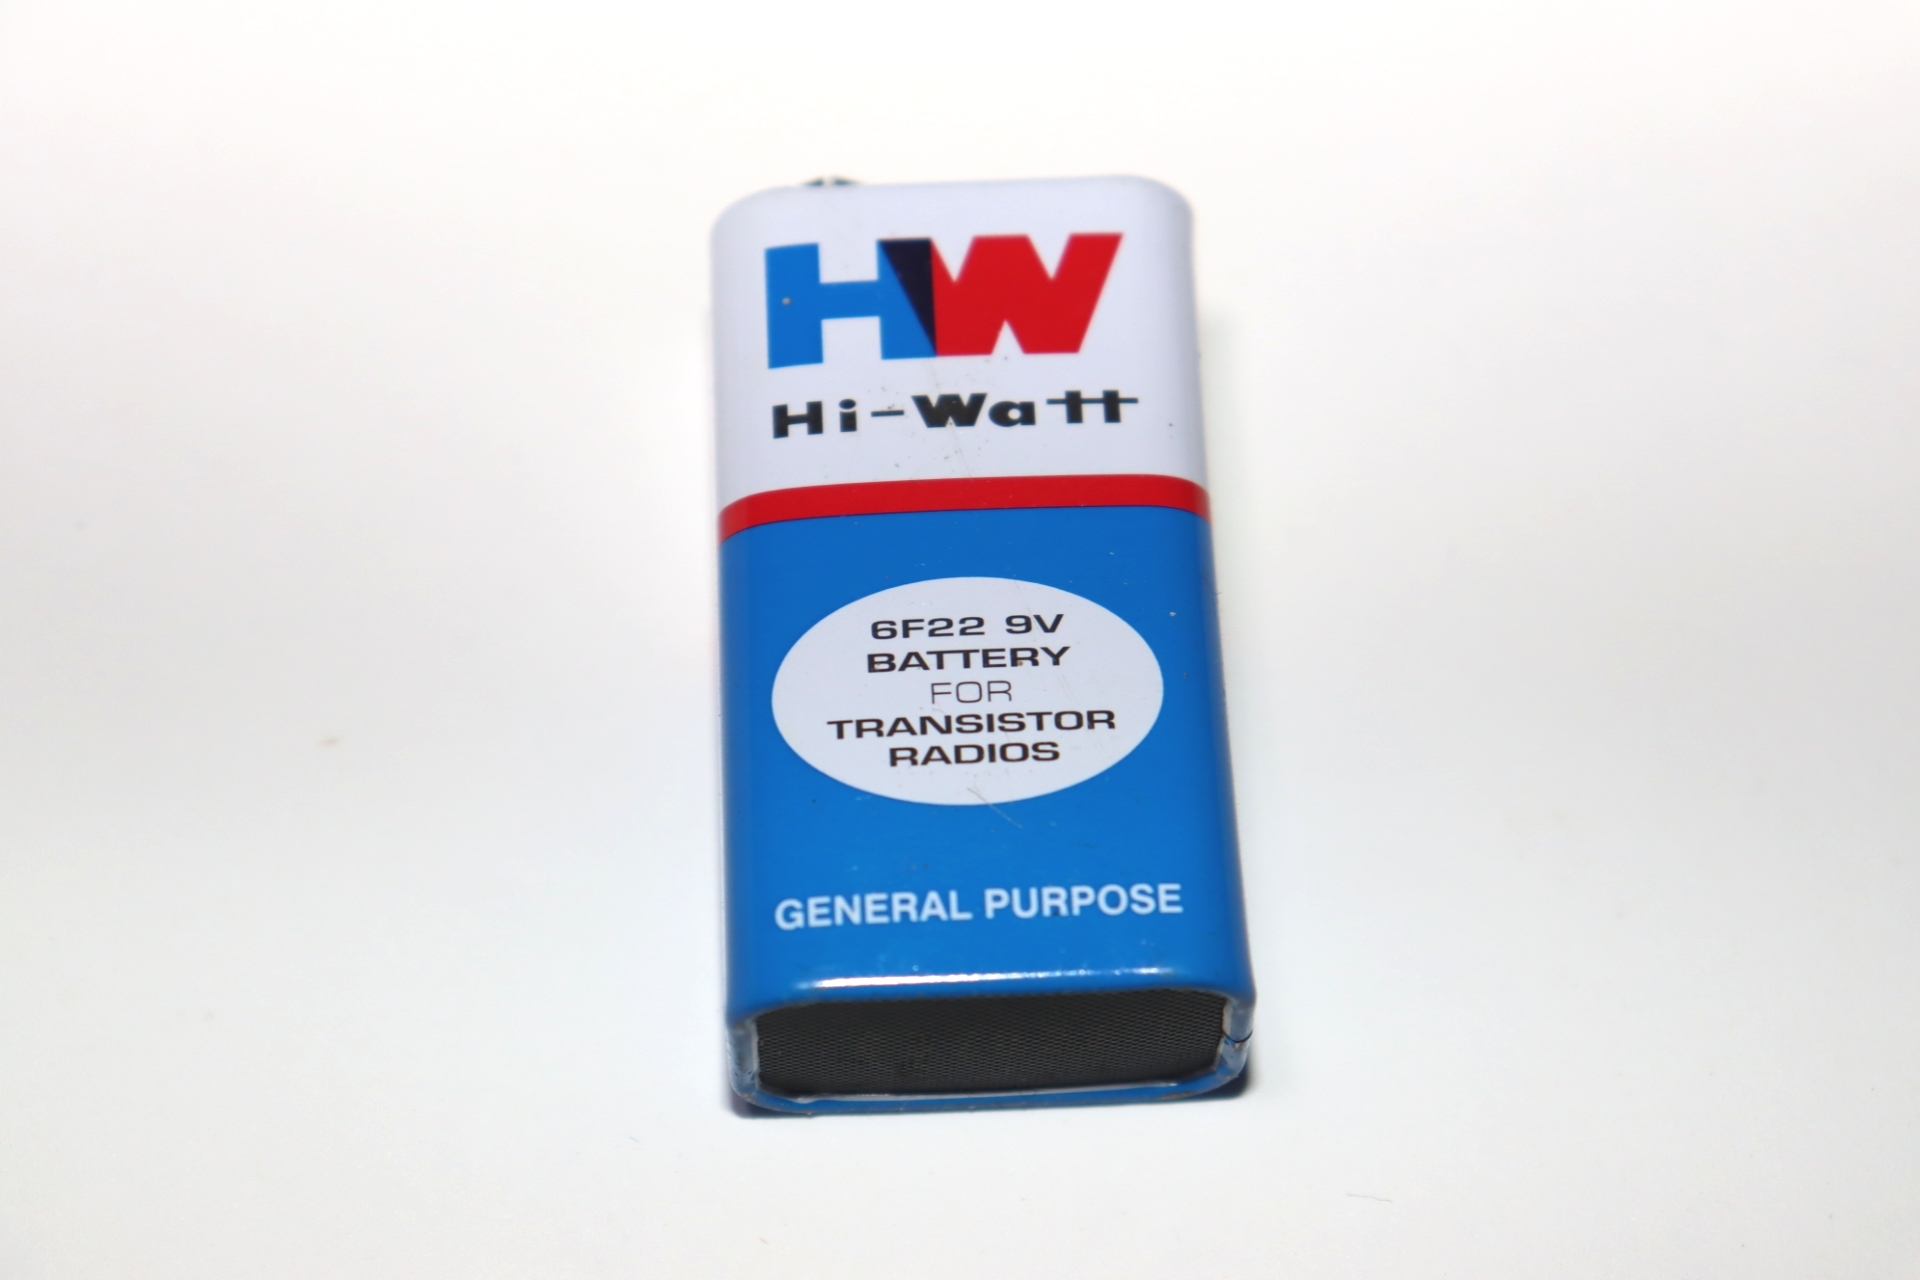 HW
Hi-Watt
6F22 9V
BATTERY
FOR
TRANSISTOR
RADIOS
GENERAL PURPOSE